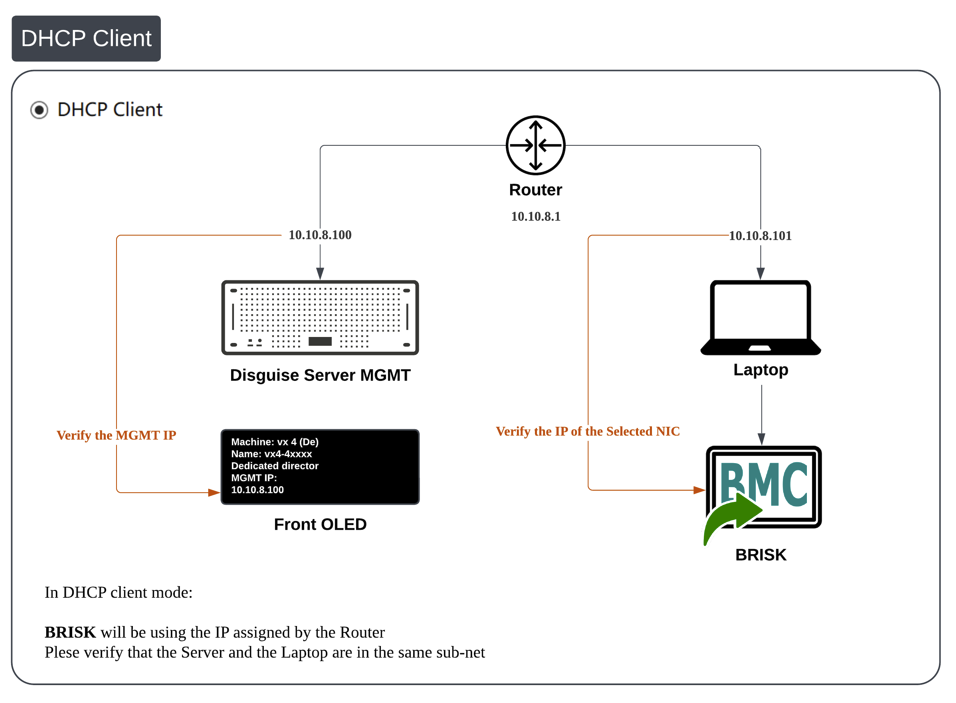 DHCP Client
DHCP Client
Router
10.10.8.1
10.10.8.100
10.10.8.101
Disguise Server MGMT
Laptop
Verify the MGMT IP
Verify the IP of the Selected NIC
Machine: vx 4 (De)
Name: vx4-4xxxx
Dedicated director
MGMT IP:
10.10.8.100
Front OLED
BMC
BRISK
In DHCP client mode:
BRISK will be using the IP assigned by the Router
Plese verify that the Server and the Laptop are in the same sub-net